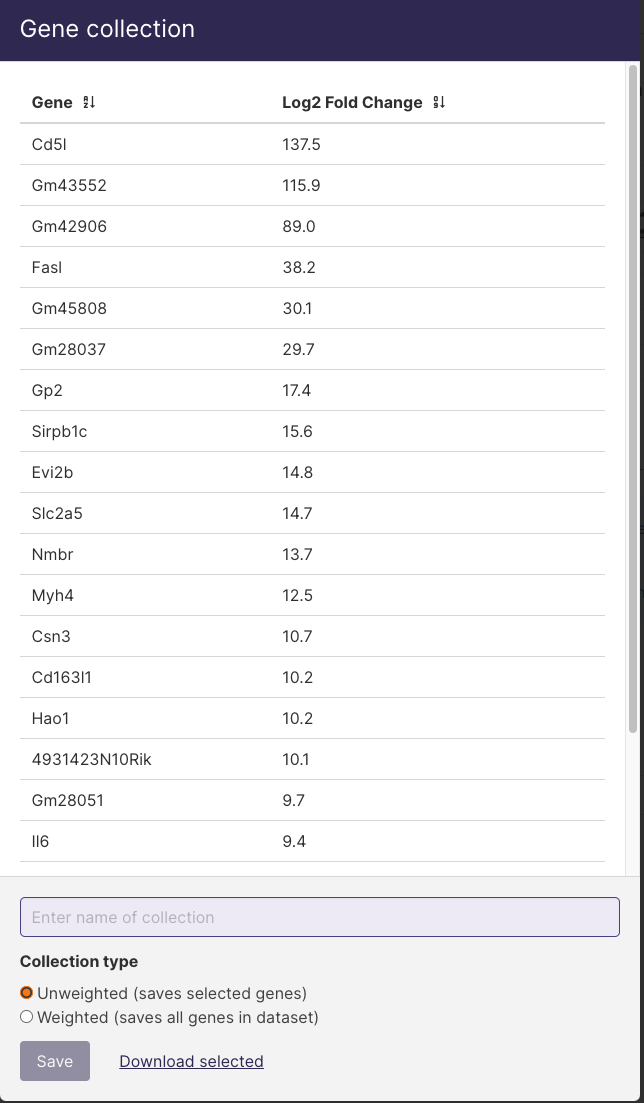 Gene collection
Gene Log2 Fold Change
Cd5l 137.5
Gm43552 115.9
Gm42906 89.0
Fasl 38.2
Gm45808 30.1
Gm28037 29.7
Gp2 17.4
Sirpb1c 15.6
Evi2b 14.8
Slc2a5 14.7
Nmbr 13.7
Myh4 12.5
Csn3 10.7
Cd163l1 10.2
Hao1 10.2
4931423N10Rik 10.1
Gm28051 9.7
Il6 9.4
Enter name of collection
Collection type
Unweighted (saves selected genes)
Weighted (saves all genes in dataset)
Save Download selected